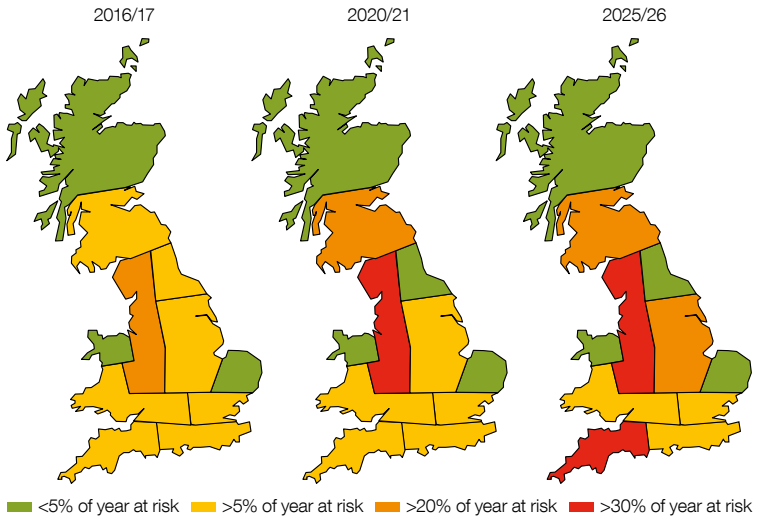 2016/17 2020/21 2025/26
<5% of year at risk >5% of year at risk >20% of year at risk >30% of year at risk